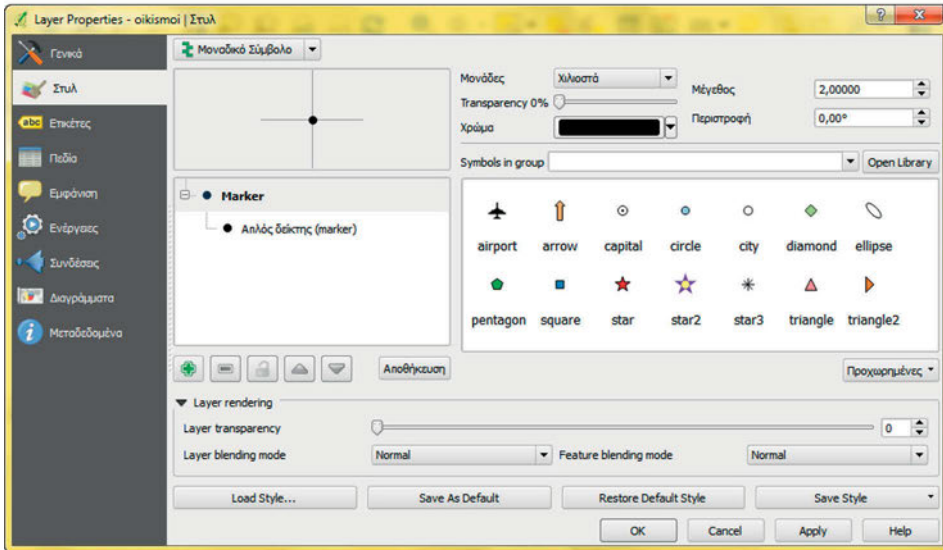 Layer Properties - oikismoi | Στυλ
Γενικά
Στυλ
abc Ετικέτες
Πεδία
Εμφάνιση
Ενέργειες
Συνδέσεις
Διαγράμματα
Μεταδεδομένα
Μοναδικό Σύμβολο
Μονάδες Χιλιοστά
Μέγεθος 2,00000
Transparency 0%
Περιστροφή 0,00°
Χρώμα
Symbols in group Open Library
Marker
Απλός δείκτης (marker)
airport arrow capital circle city diamond ellipse
pentagon square star star2 star3 triangle triangle2
Αποθήκευση
Προχωρημένες
Layer rendering
Layer transparency 0
Layer blending mode Normal Feature blending mode Normal
Load Style... Save As Default Restore Default Style Save Style
OK Cancel Apply Help